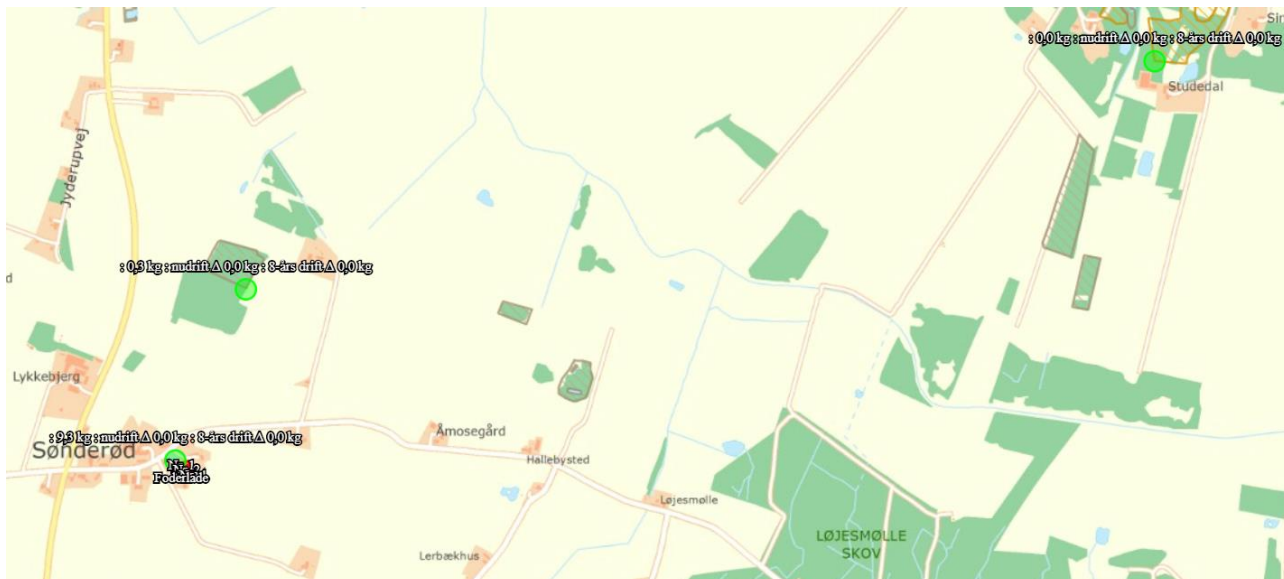 Sin
: 0,0 kg : nudrift Δ 0,0 kg : 8-års drift Δ 0,0 kg
Studedal
Jyderupvej
: 0,3 kg : nudrift Δ 0,0 kg : 8-års drift Δ 0,0 kg
d
Lykkebjerg
: 9,3 kg : nudrift Δ 0,0 kg : 8-års drift Δ 0,0 kg
Åmosegård
Sønderød
Hallebysted
Foderlade
Løjesmølle
LØJESMØLLE
SKOV
Lerbækhus